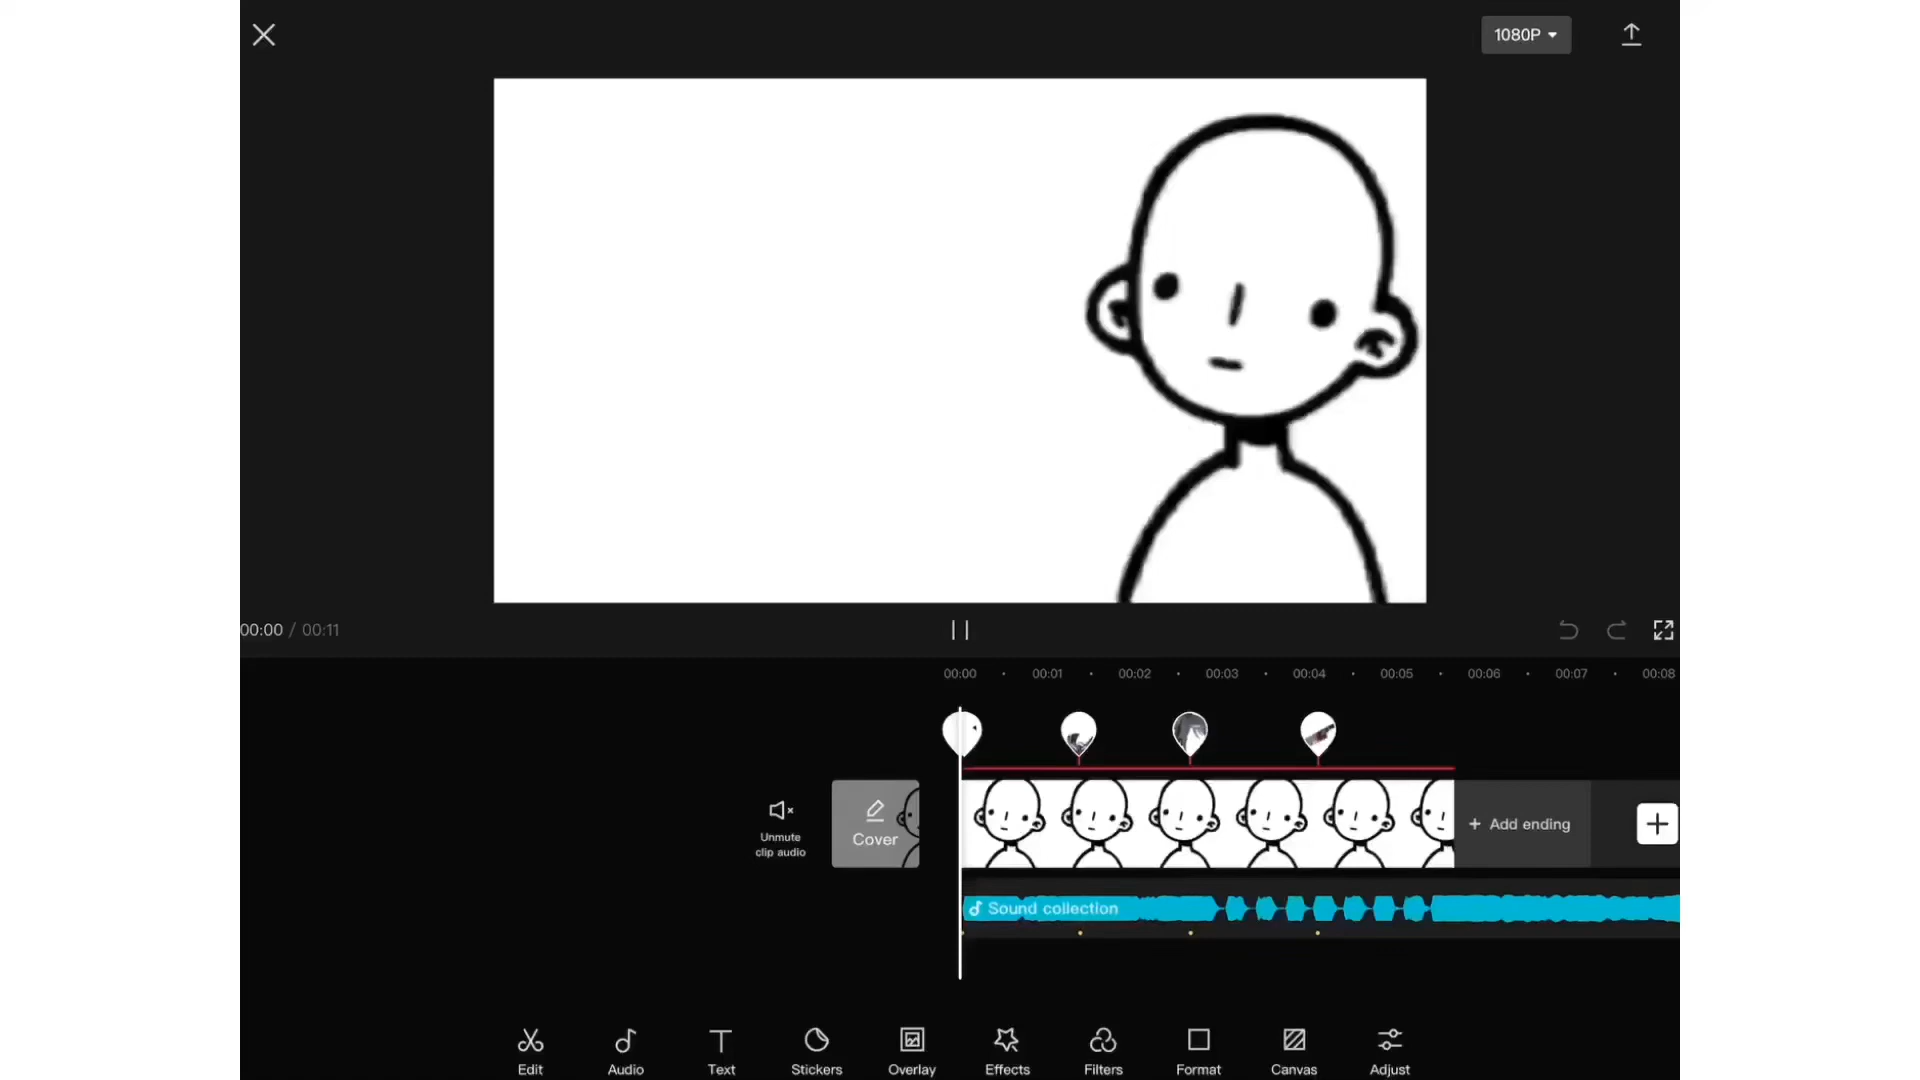 1080P
00:00 / 00:11
00:00 00:01 00:02 00:03 00:04 00:05 00:06 00:07 00:08
Unmute
clip audio
Cover
+ Add ending
Sound collection
Edit Audio Text Stickers Overlay Effects Filters Format Canvas Adjust